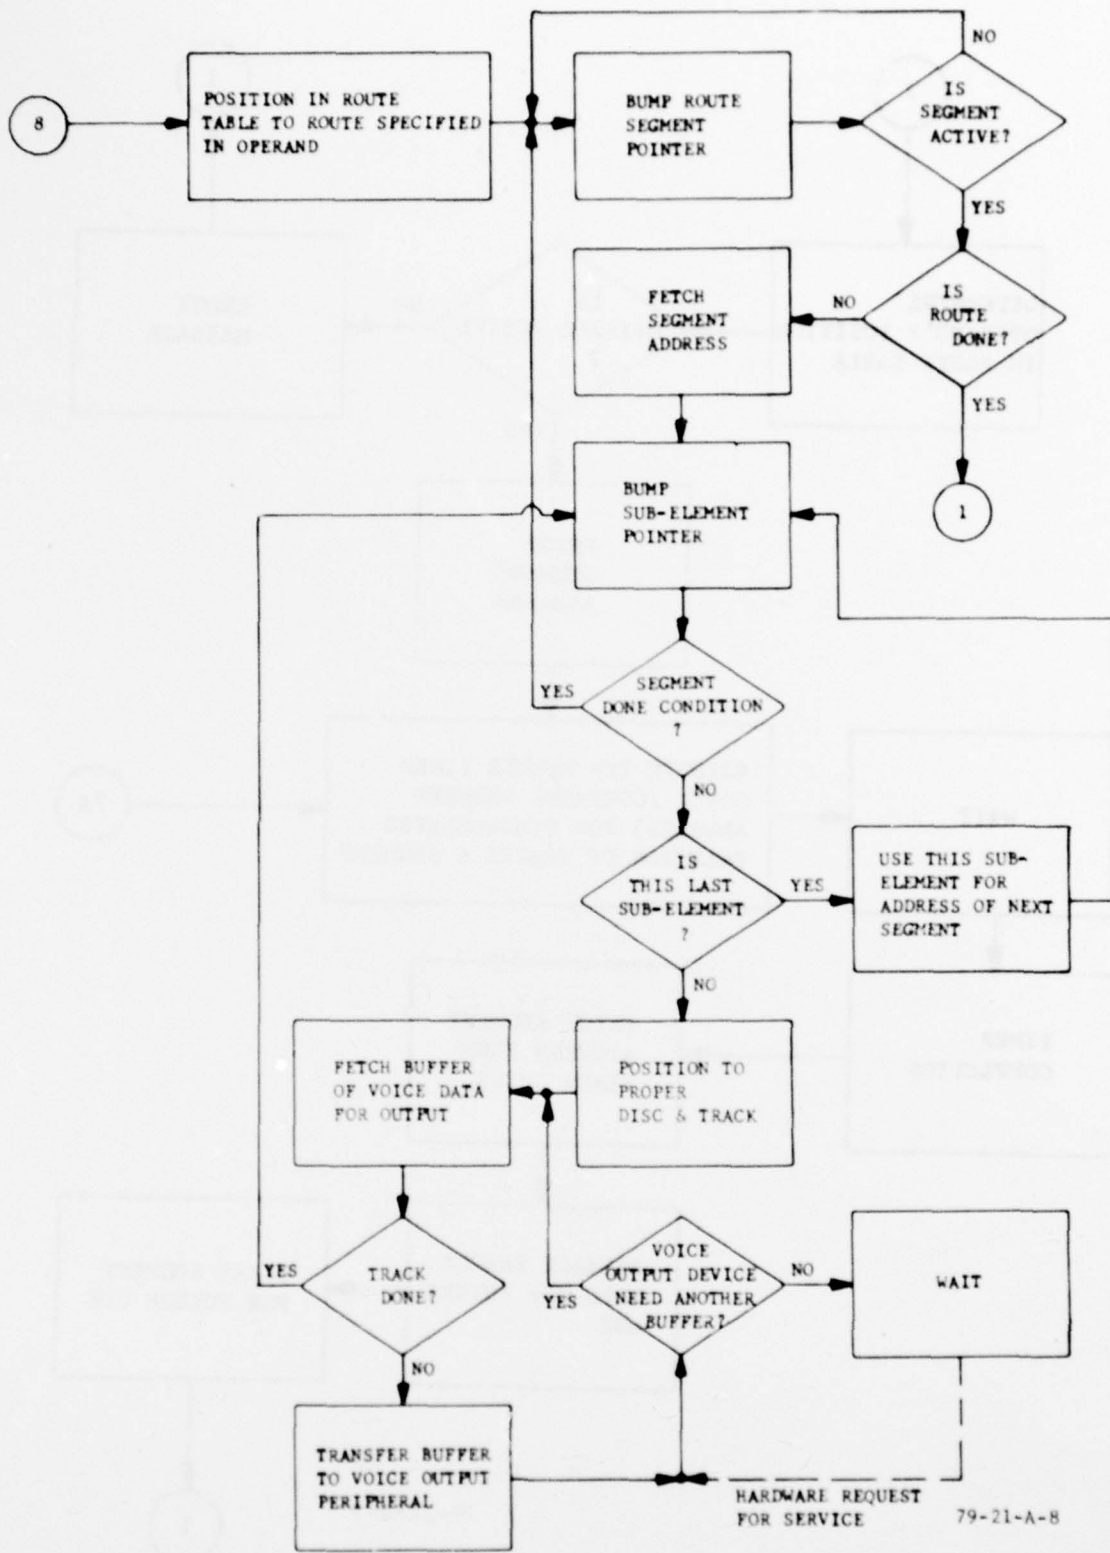 NO
8
POSITION IN ROUTE
TABLE TO ROUTE SPECIFIED
IN OPERAND
BUMP ROUTE
SEGMENT
POINTER
IS
SEGMENT
ACTIVE?
YES
FETCH
SEGMENT
ADDRESS
NO
IS
ROUTE
DONE?
YES
BUMP
SUB-ELEMENT
POINTER
1
YES
SEGMENT
DONE CONDITION
?
NO
IS
THIS LAST
SUB-ELEMENT
?
YES
USE THIS SUB-
ELEMENT FOR
ADDRESS OF NEXT
SEGMENT
NO
FETCH BUFFER
OF VOICE DATA
FOR OUTPUT
POSITION TO
PROPER
DISC & TRACK
YES
TRACK
DONE?
YES
VOICE
OUTPUT DEVICE
NEED ANOTHER
BUFFER?
NO
WAIT
NO
TRANSFER BUFFER
TO VOICE OUTPUT
PERIPHERAL
HARDWARE REQUEST
FOR SERVICE
79-21-A-8